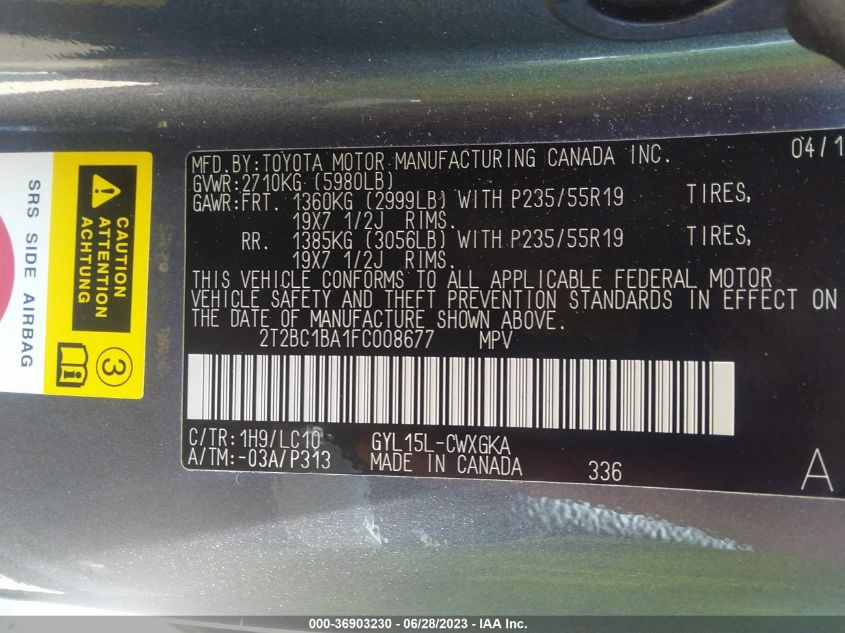 MFD.BY:TOYOTA MOTOR MANUFACTURING CANADA INC. 04/1
GVWR:2710KG (5980LB)
GAWR:FRT. 1360KG (2999LB) WITH P235/55R19 TIRES,
19X7 1/2J RIMS.
RR. 1385KG (3056LB) WITH P235/55R19 TIRES,
19X7 1/2J RIMS.
THIS VEHICLE CONFORMS TO ALL APPLICABLE FEDERAL MOTOR
VEHICLE SAFETY AND THEFT PREVENTION STANDARDS IN EFFECT ON
THE DATE OF MANUFACTURE SHOWN ABOVE.
2T2BC1BA1FC008677 MPV
C/TR:1H9/LC10 GYL15L-CWXGKA
A/TM:-03A/P313 MADE IN CANADA 336 A
SRS SIDE AIRBAG
CAUTION
ATTENTION
ACHTUNG
3
000-36903230 - 06/28/2023 - IAA Inc.